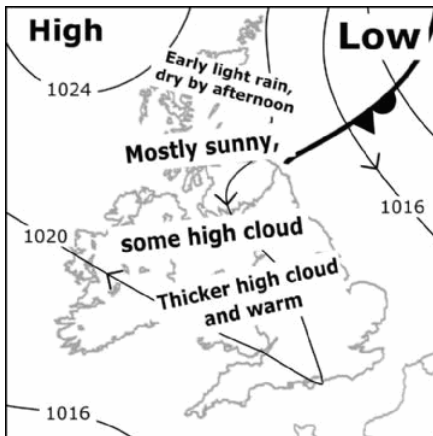 High
Low
1024
Early light rain,
dry by afternoon
Mostly sunny,
1016
1020
some high cloud
Thicker high cloud
and warm
1016